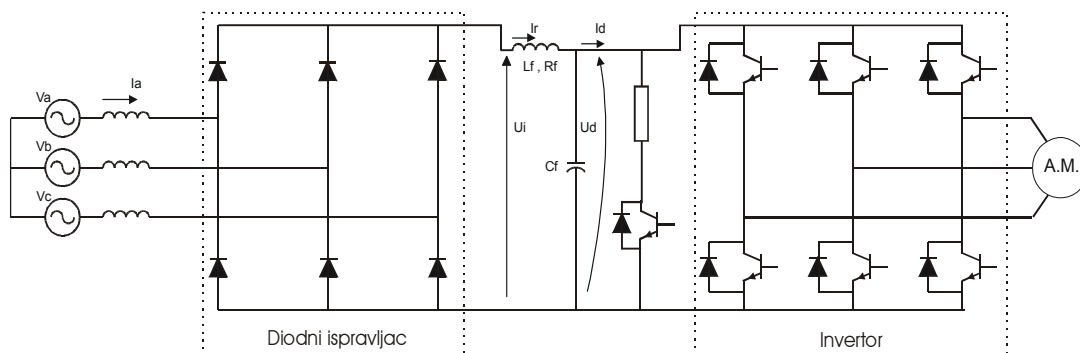 Va
Ia
Vb
Vc
Ir
Id
Lf , Rf
Ui
Ud
Cf
A.M.
Diodni ispravljac
Invertor